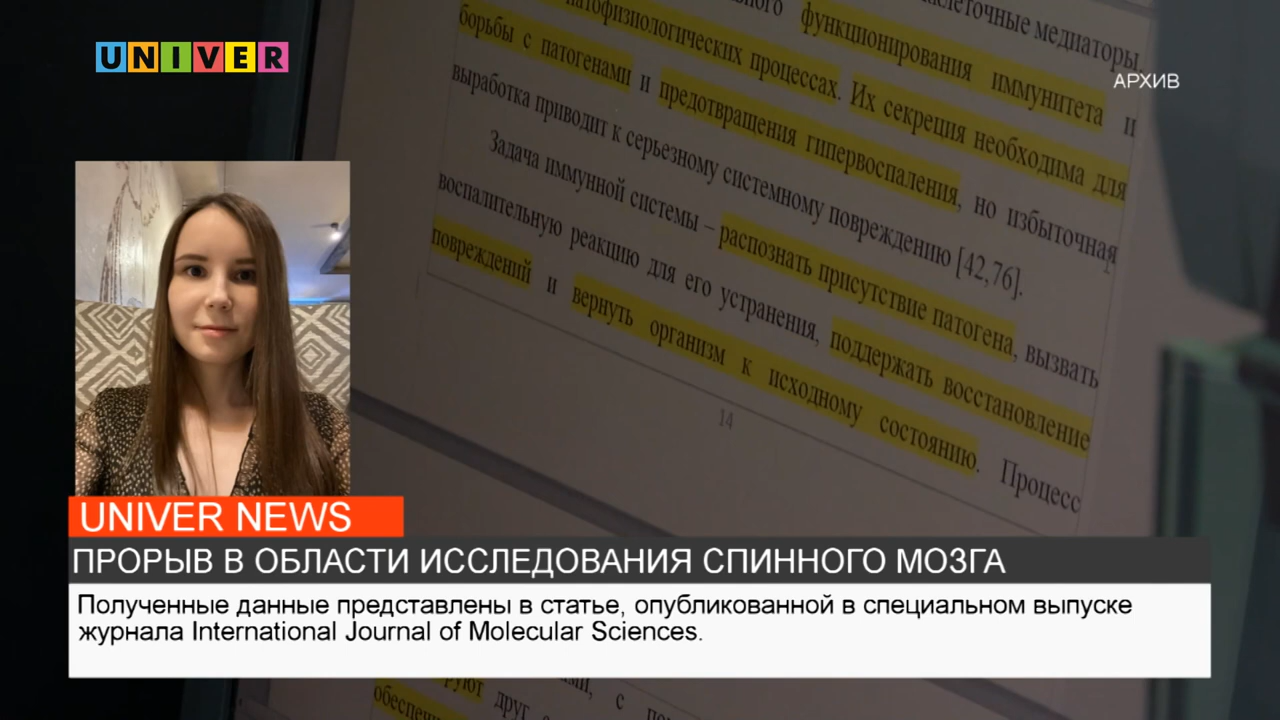 UNIVER
АРХИВ
функционирования иммунитета и
процессах. Их секреция необходима для
борьбы с патогенами и предотвращения гипервоспаления, но избыточная
выработка приводит к серьезному системному повреждению [42,76].
Задача иммунной системы – распознать присутствие патогена, вызвать
воспалительную реакцию для его устранения, поддержать восстановление
повреждений и вернуть организм к исходному состоянию. Процесс
14
UNIVER NEWS
ПРОРЫВ В ОБЛАСТИ ИССЛЕДОВАНИЯ СПИННОГО МОЗГА
Полученные данные представлены в статье, опубликованной в специальном выпуске
журнала International Journal of Molecular Sciences.
друг